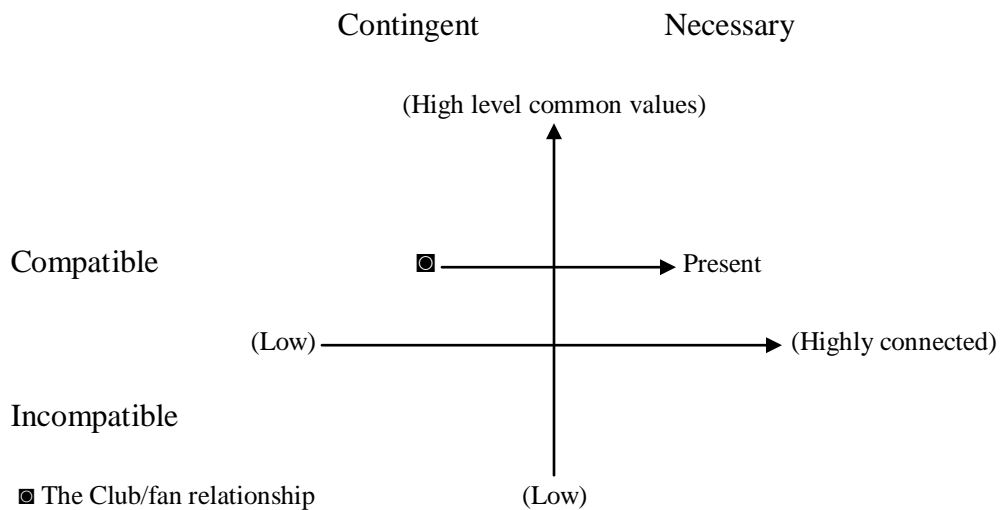 Contingent Necessary
(High level common values)
Compatible ◙ Present
(Low) (Highly connected)
Incompatible
◙ The Club/fan relationship (Low)